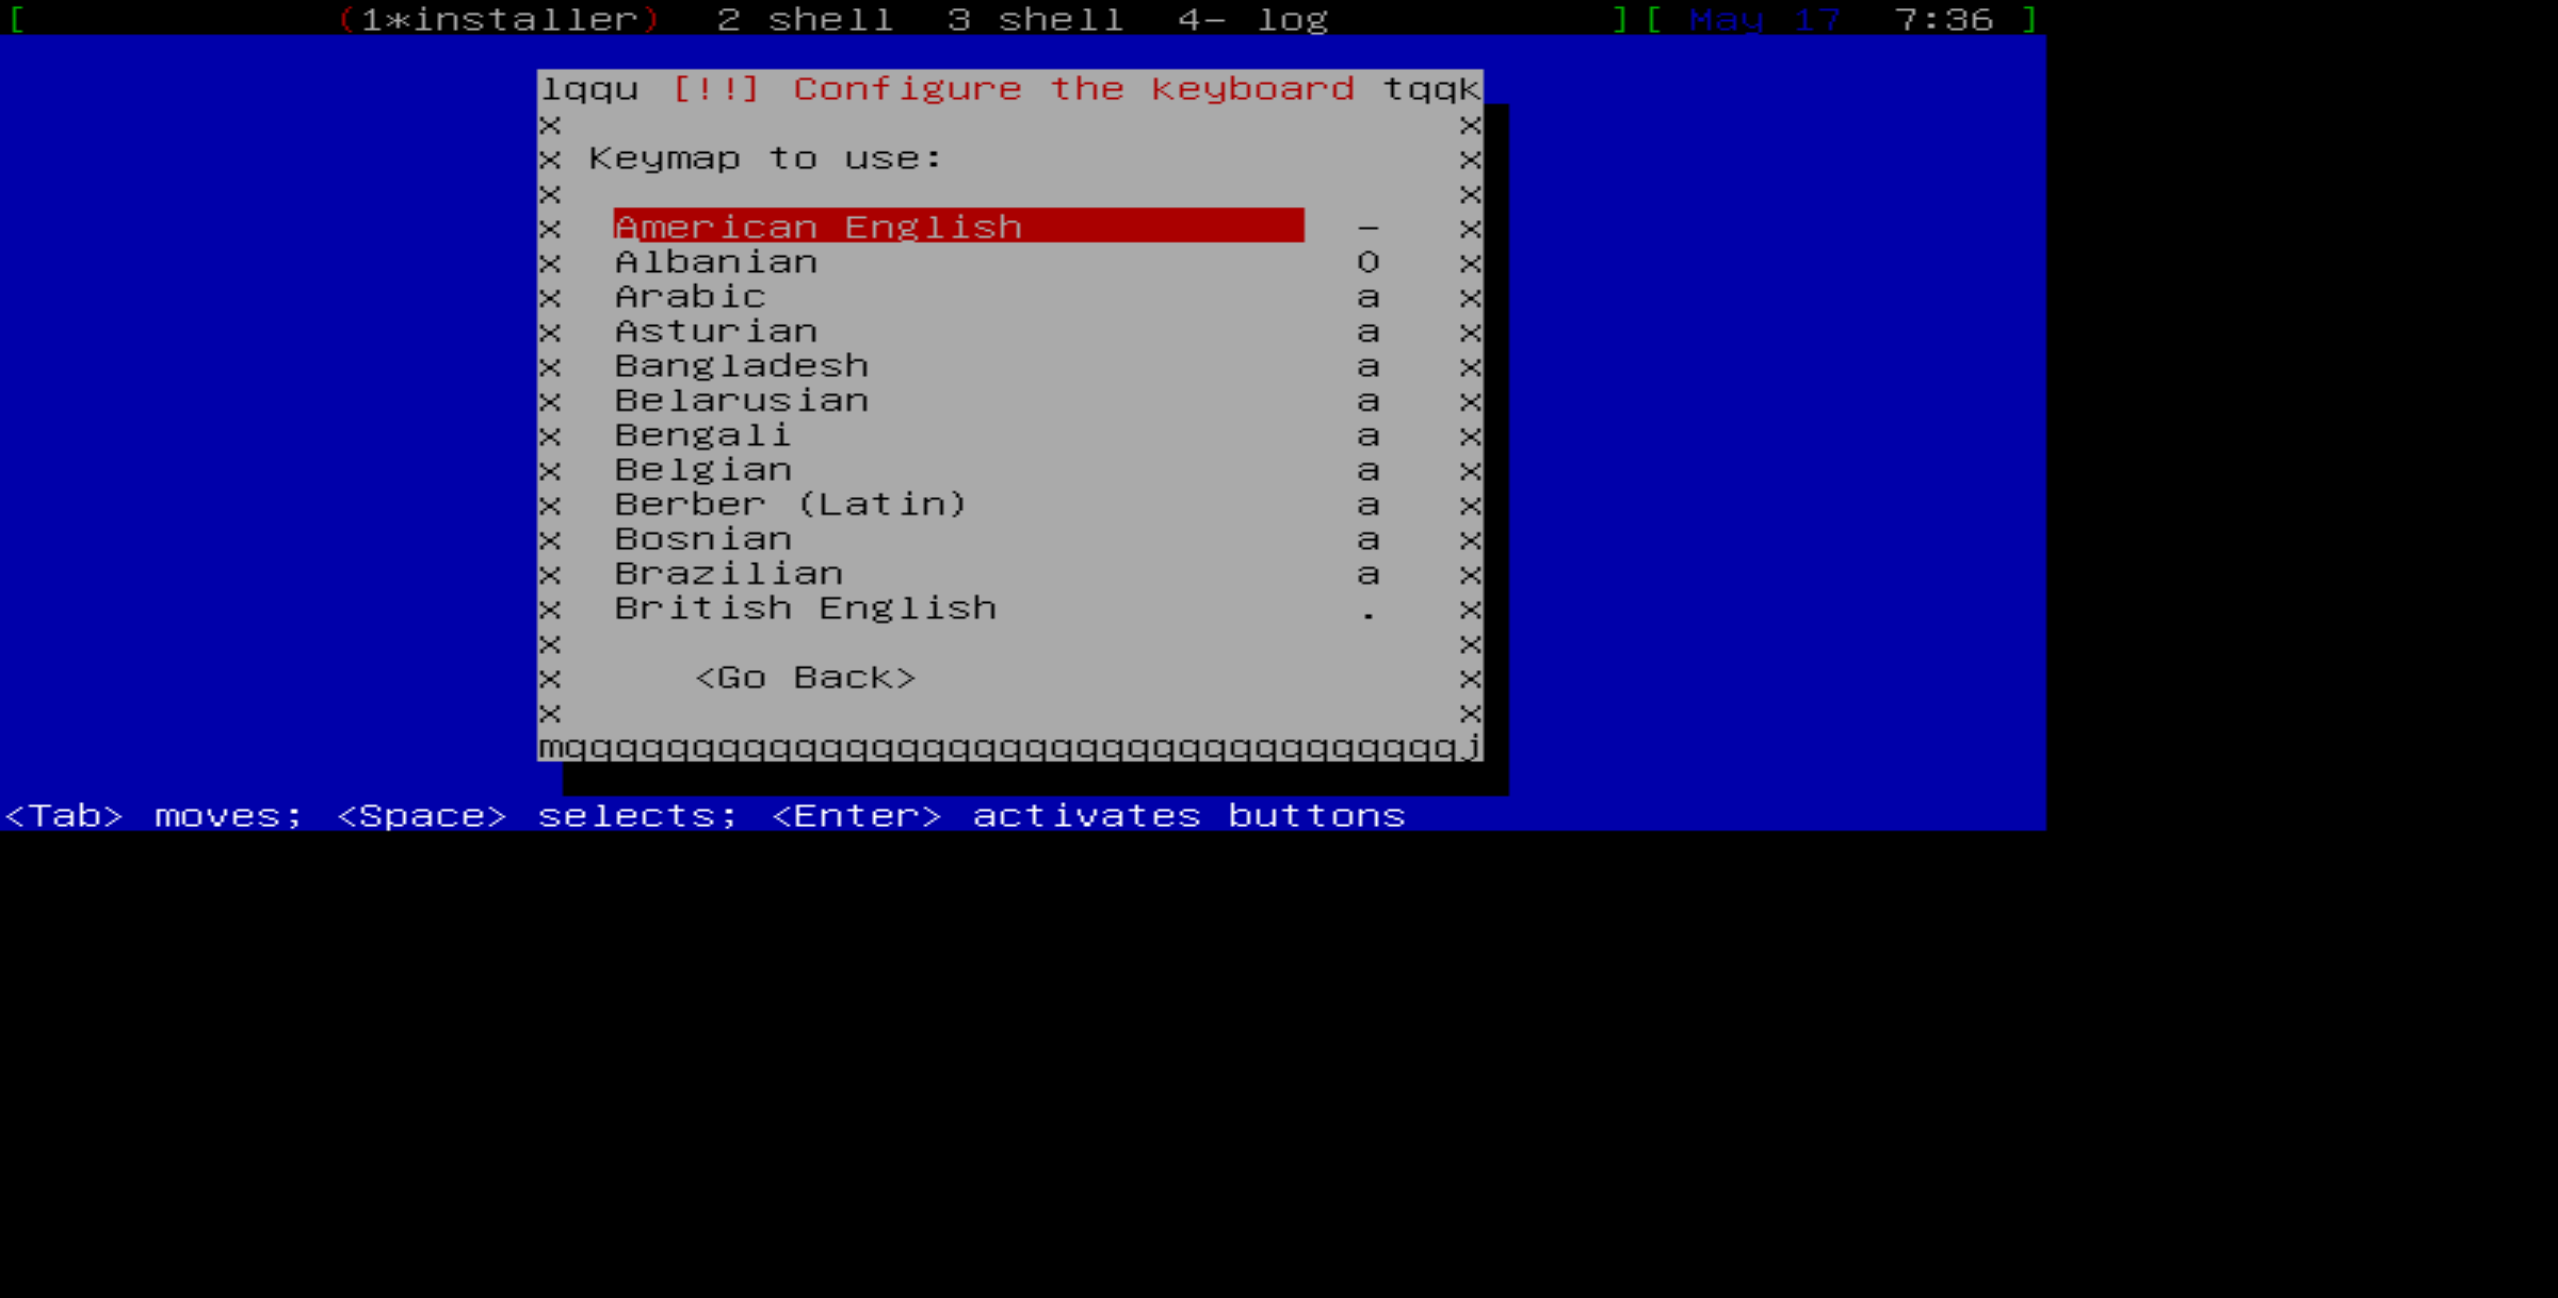 [ (1*installer) 2 shell 3 shell 4- log ][ May 17 7:36 ]
lqqu [!!] Configure the keyboard tqqk
x x
x Keymap to use: x
x x
x American English - x
x Albanian 0 x
x Arabic a x
x Asturian a x
x Bangladesh a x
x Belarusian a x
x Bengali a x
x Belgian a x
x Berber (Latin) a x
x Bosnian a x
x Brazilian a x
x British English . x
x x
x <Go Back> x
x x
mqqqqqqqqqqqqqqqqqqqqqqqqqqqqqqqqqqqj
<Tab> moves; <Space> selects; <Enter> activates buttons